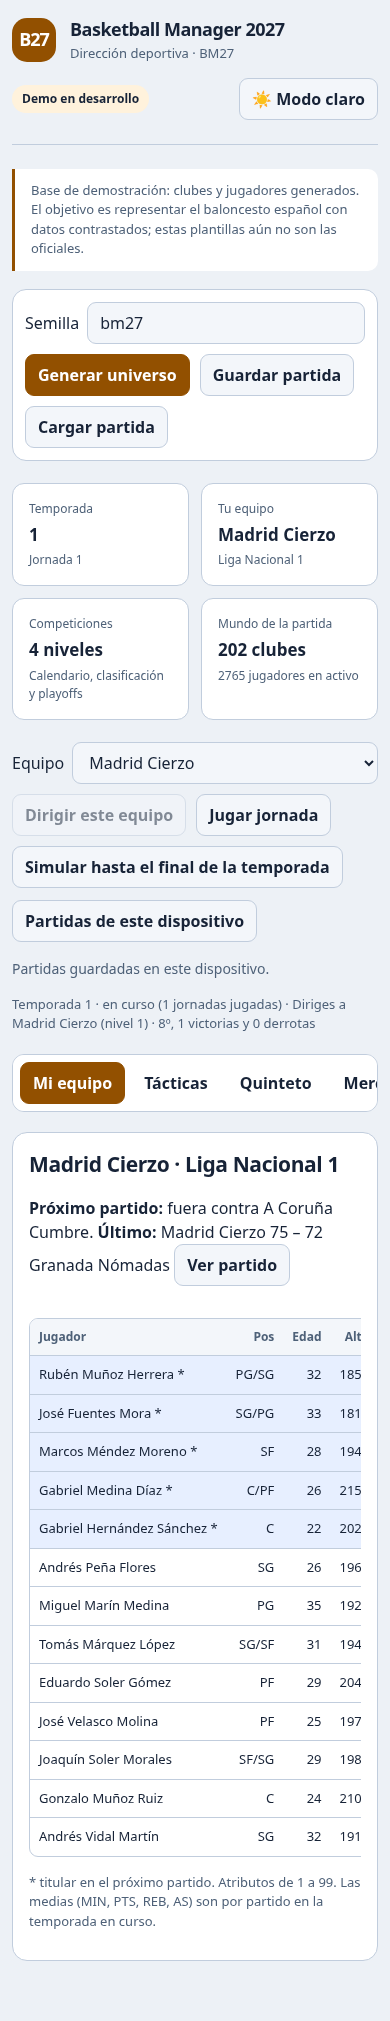 B27
Basketball Manager 2027
Dirección deportiva · BM27
Demo en desarrollo
☀️ Modo claro
Base de demostración: clubes y jugadores generados.
El objetivo es representar el baloncesto español con
datos contrastados; estas plantillas aún no son las
oficiales.
Semilla bm27
Generar universo Guardar partida
Cargar partida
Temporada
1
Jornada 1
Tu equipo
Madrid Cierzo
Liga Nacional 1
Competiciones
4 niveles
Calendario, clasificación
y playoffs
Mundo de la partida
202 clubes
2765 jugadores en activo
Equipo Madrid Cierzo
Dirigir este equipo Jugar jornada
Simular hasta el final de la temporada
Partidas de este dispositivo
Partidas guardadas en este dispositivo.
Temporada 1 · en curso (1 jornadas jugadas) · Diriges a
Madrid Cierzo (nivel 1) · 8º, 1 victorias y 0 derrotas
Mi equipo Tácticas Quinteto Merc
Madrid Cierzo · Liga Nacional 1
Próximo partido: fuera contra A Coruña
Cumbre. Último: Madrid Cierzo 75 – 72
Granada Nómadas Ver partido
Jugador Pos Edad Alt
Rubén Muñoz Herrera * PG/SG 32 185
José Fuentes Mora * SG/PG 33 181
Marcos Méndez Moreno * SF 28 194
Gabriel Medina Díaz * C/PF 26 215
Gabriel Hernández Sánchez * C 22 202
Andrés Peña Flores SG 26 196
Miguel Marín Medina PG 35 192
Tomás Márquez López SG/SF 31 194
Eduardo Soler Gómez PF 29 204
José Velasco Molina PF 25 197
Joaquín Soler Morales SF/SG 29 198
Gonzalo Muñoz Ruiz C 24 210
Andrés Vidal Martín SG 32 191
* titular en el próximo partido. Atributos de 1 a 99. Las
medias (MIN, PTS, REB, AS) son por partido en la
temporada en curso.